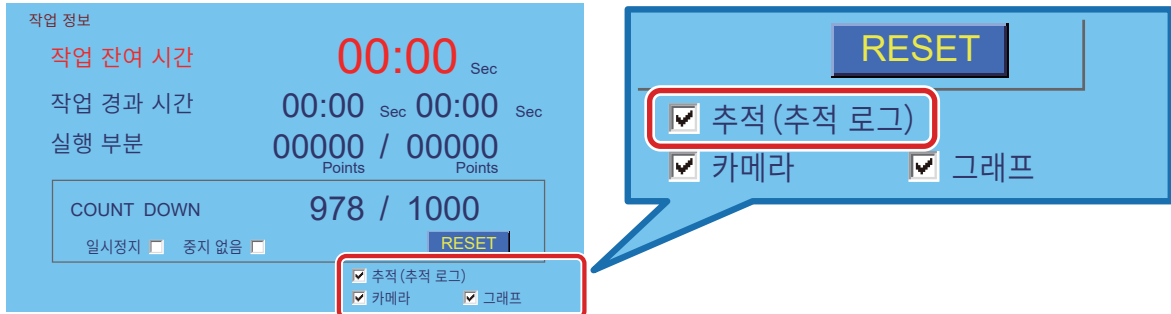 작업 정보
작업 잔여 시간 00:00 Sec
작업 경과 시간 00:00 Sec 00:00 Sec
실행 부분 00000 / 00000
Points Points
COUNT DOWN 978 / 1000
일시정지 중지 없음 RESET
추적(추적 로그)
카메라 그래프
RESET
추적(추적 로그)
카메라 그래프